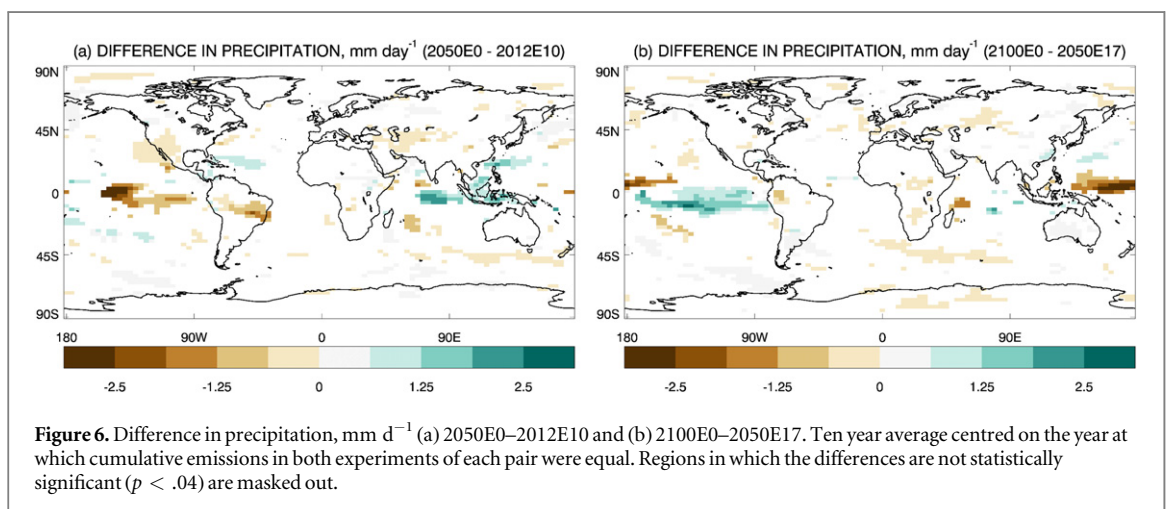 (a) DIFFERENCE IN PRECIPITATION, mm day⁻¹ (2050E0 - 2012E10)
90N
45N
0
45S
90S
180 90W 0 90E
-2.5 -1.25 0 1.25 2.5
(b) DIFFERENCE IN PRECIPITATION, mm day⁻¹ (2100E0 - 2050E17)
90N
45N
0
45S
90S
180 90W 0 90E
-2.5 -1.25 0 1.25 2.5
Figure 6. Difference in precipitation, mm d⁻¹ (a) 2050E0–2012E10 and (b) 2100E0–2050E17. Ten year average centred on the year at
which cumulative emissions in both experiments of each pair were equal. Regions in which the differences are not statistically
significant (p < .04) are masked out.